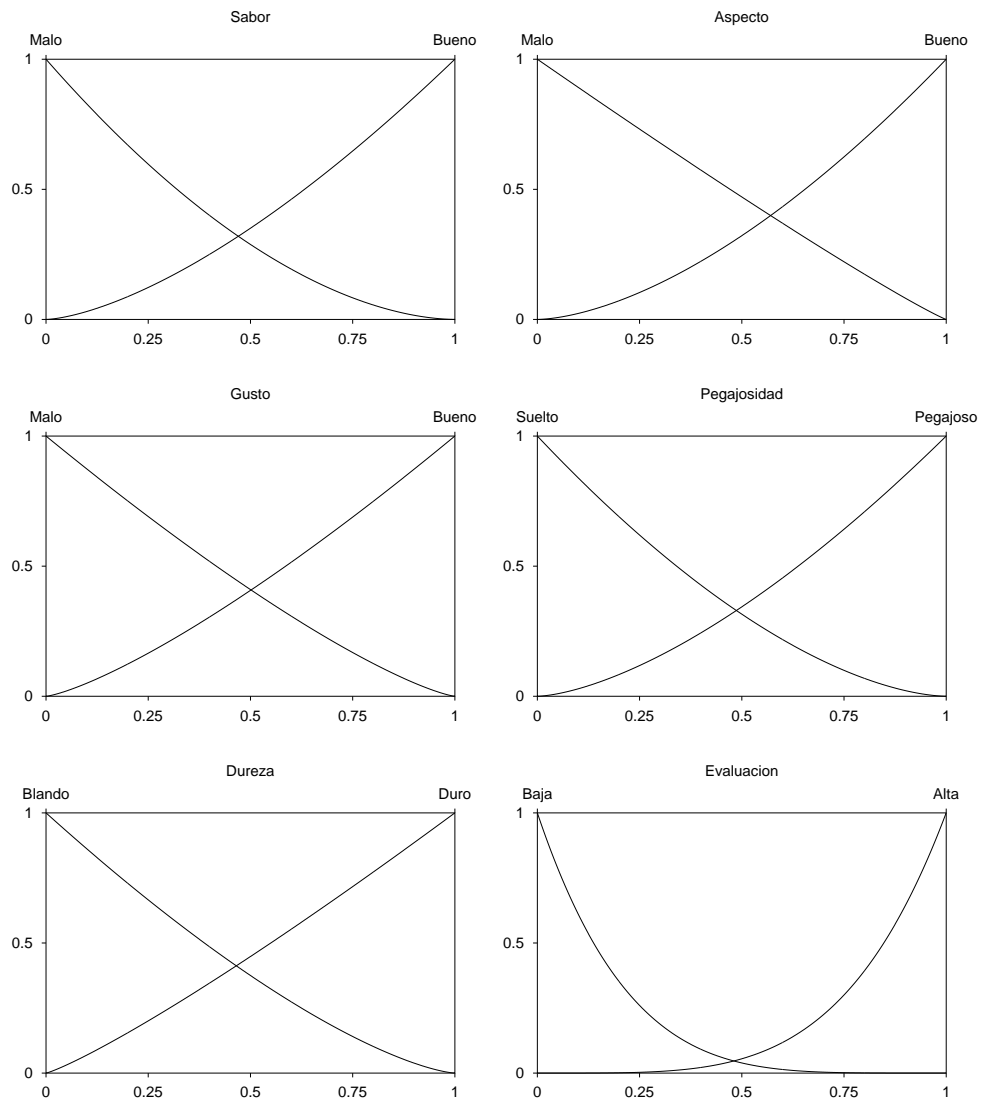 Sabor
Malo Bueno
1
0.5
0
0 0.25 0.5 0.75 1
Aspecto
Malo Bueno
1
0.5
0
0 0.25 0.5 0.75 1
Gusto
Malo Bueno
1
0.5
0
0 0.25 0.5 0.75 1
Pegajosidad
Suelto Pegajoso
1
0.5
0
0 0.25 0.5 0.75 1
Dureza
Blando Duro
1
0.5
0
0 0.25 0.5 0.75 1
Evaluacion
Baja Alta
1
0.5
0
0 0.25 0.5 0.75 1